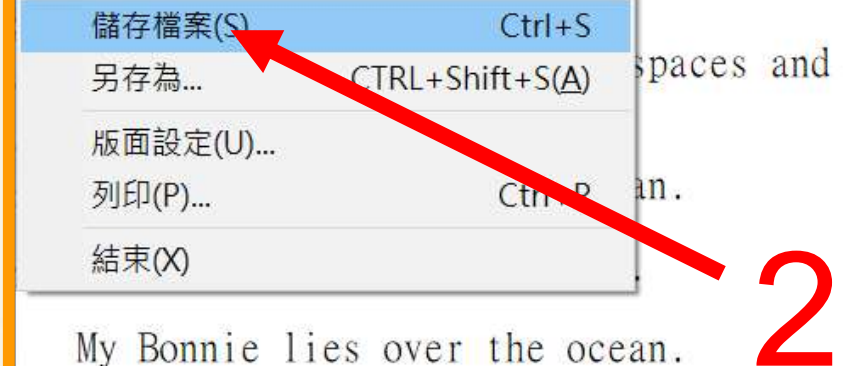 儲存檔案(S) Ctrl+S
spaces and
另存為... CTRL+Shift+S(A)
版面設定(U)...
列印(P)... Ctrl+P
an.
結束(X)
.
2
My Bonnie lies over the ocean.